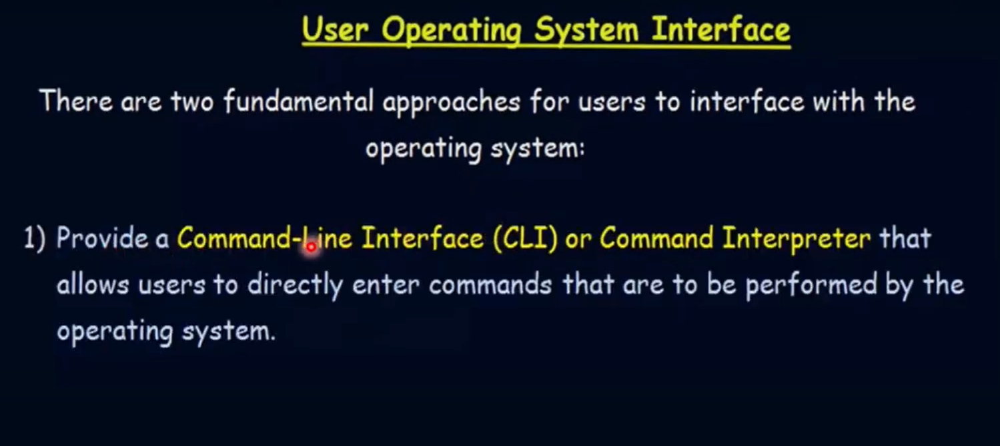 User Operating System Interface
There are two fundamental approaches for users to interface with the
operating system:
1) Provide a Command-Line Interface (CLI) or Command Interpreter that
allows users to directly enter commands that are to be performed by the
operating system.